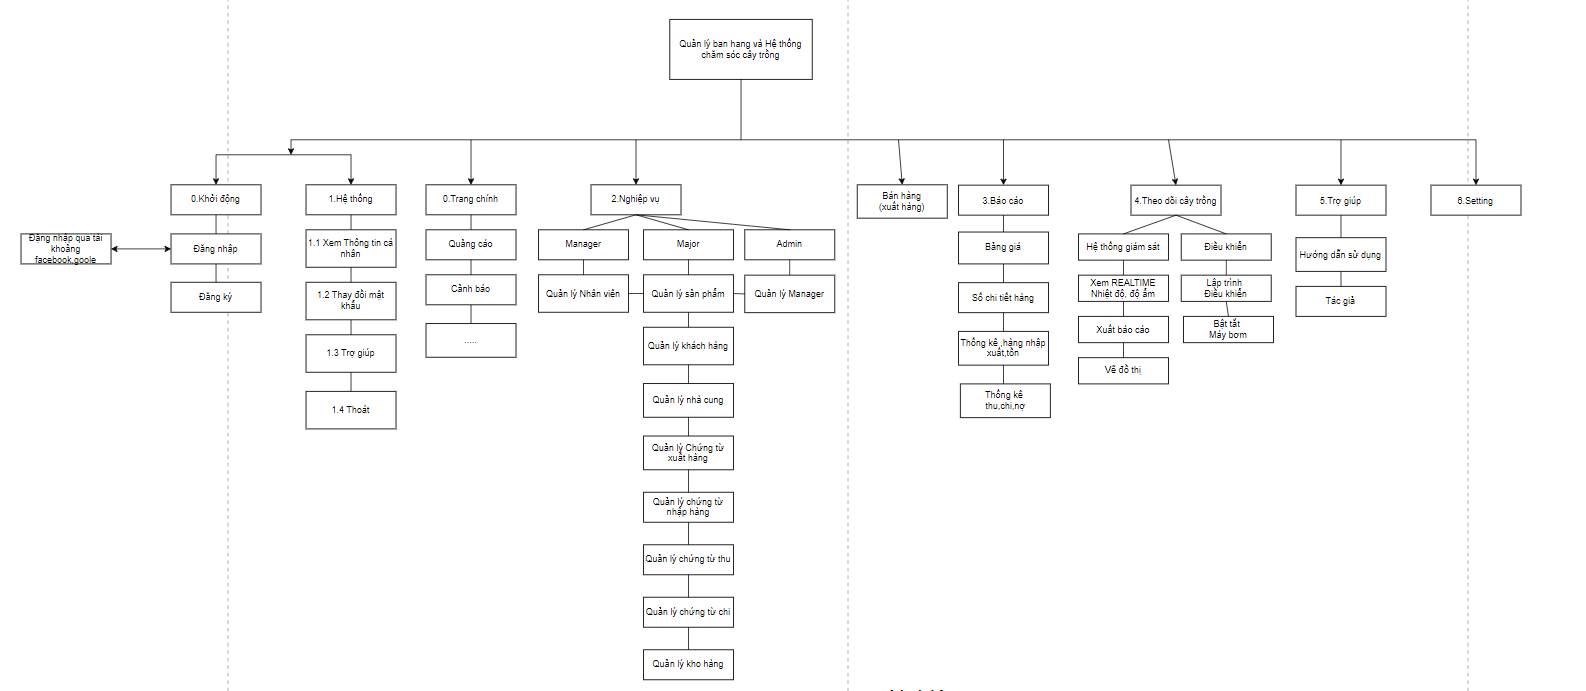 Quản lý ban hang và Hệ thống
chăm sóc cây trồng
0.Khởi động
1.Hệ thống
0.Trang chính
2.Nghiệp vụ
Bán hàng
(xuất hàng)
3.Báo cáo
4.Theo dõi cây trồng
5.Trợ giúp
6.Setting
Đăng nhập qua tài
khoảng
facebook,goole
Đăng nhập
Đăng ký
1.1 Xem Thông tin cá
nhân
1.2 Thay đổi mật
khẩu
1.3 Trợ giúp
1.4 Thoát
Quảng cáo
Cảnh báo
.....
Manager
Major
Admin
Quản lý Nhân viên
Quản lý sản phẩm
Quản lý Manager
Quản lý khách hàng
Quản lý nhà cung
Quản lý Chứng từ
xuất hàng
Quản lý chứng từ
nhập hàng
Quản lý chứng từ thu
Quản lý chứng từ chi
Quản lý kho hàng
Bảng giá
Sổ chi tiết hàng
Thống kê ,hàng nhập
xuất,tồn
Thống kê
thu,chi,nợ
Hệ thống giám sát
Điều khiển
Xem REALTIME
Nhiệt độ, độ ẩm
Lập trình
Điều khiển
Xuất báo cáo
Bật tắt
Máy bơm
Vẽ đồ thị
Hướng dẫn sử dụng
Tác giả